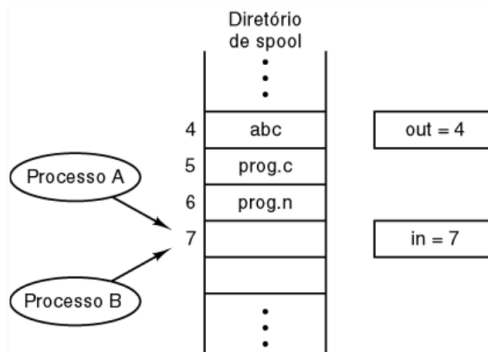 Diretório
de spool
4 abc out = 4
5 prog.c
Processo A
6 prog.n
7 in = 7
Processo B